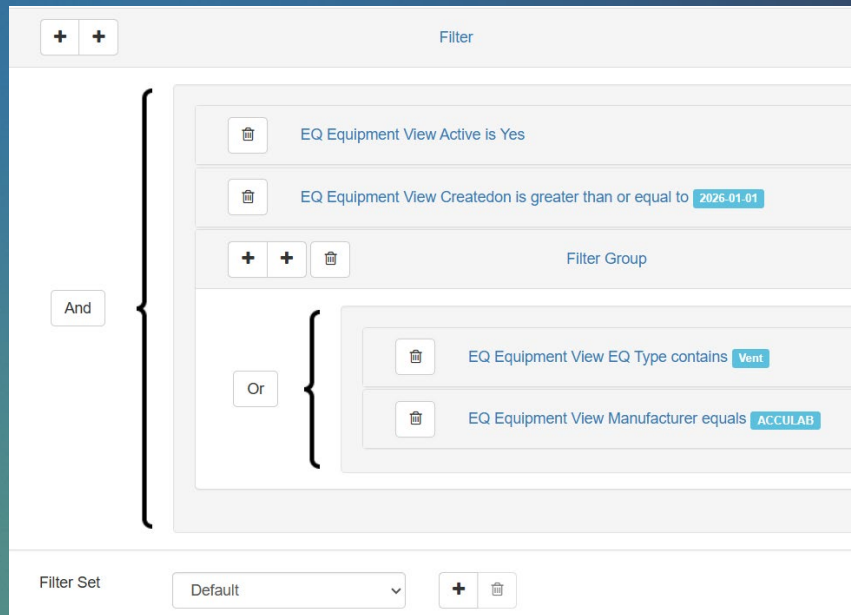 Filter
EQ Equipment View Active is Yes
EQ Equipment View Createdon is greater than or equal to 2026-01-01
Filter Group
And
EQ Equipment View EQ Type contains Vent
Or
EQ Equipment View Manufacturer equals ACCULAB
Filter Set
Default